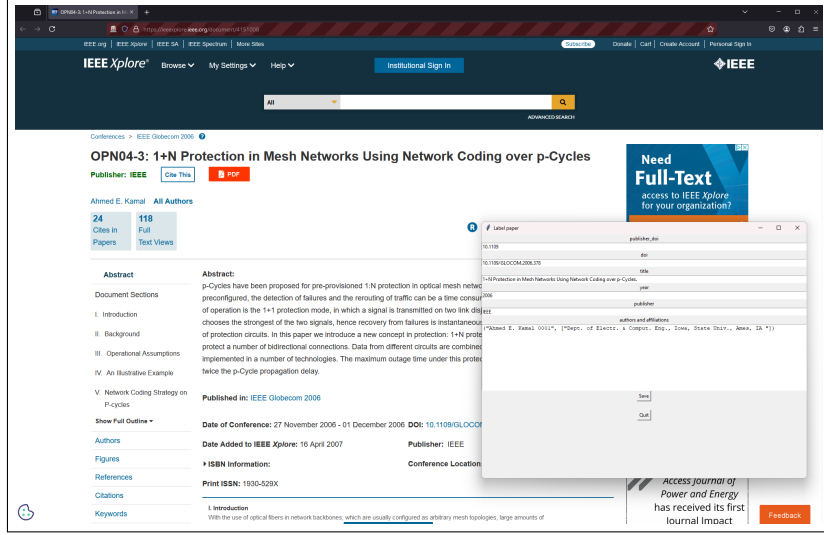 OPN04-3: 1+N Protection in M
https://ieeexplore.ieee.org/document/4151008
IEEE.org | IEEE Xplore | IEEE SA | IEEE Spectrum | More Sites
Subscribe
Donate | Cart | Create Account | Personal Sign In
IEEE Xplore®
Browse
My Settings
Help
Institutional Sign In
IEEE
All
ADVANCED SEARCH
Conferences > IEEE Globecom 2006
OPN04-3: 1+N Protection in Mesh Networks Using Network Coding over p-Cycles
Publisher: IEEE
Cite This
PDF
Ahmed E. Kamal All Authors
24
Cites in
Papers
118
Full
Text Views
Need
Full-Text
access to IEEE Xplore
for your organization?
R
Abstract
Document Sections
I. Introduction
II. Background
III. Operational Assumptions
IV. An Illustrative Example
V. Network Coding Strategy on
P-cycles
Show Full Outline
Authors
Figures
References
Citations
Keywords
Abstract:
p-Cycles have been proposed for pre-provisioned 1:N protection in optical mesh netwo
preconfigured, the detection of failures and the rerouting of traffic can be a time consu
of operation is the 1+1 protection mode, in which a signal is transmitted on two link dis
chooses the strongest of the two signals, hence recovery from failures is instantaneous
of protection circuits. In this paper we introduce a new concept in protection: 1+N prote
protect a number of bidirectional connections. Data from different circuits are combined
implemented in a number of technologies. The maximum outage time under this protec
twice the p-Cycle propagation delay.
Published in: IEEE Globecom 2006
Date of Conference: 27 November 2006 - 01 December 2006
DOI: 10.1109/GLOCO
Date Added to IEEE Xplore: 16 April 2007
Publisher: IEEE
ISBN Information:
Conference Location:
Print ISSN: 1930-529X
I. Introduction
With the use of optical fibers in network backbones, which are usually configured as arbitrary mesh topologies, large amounts of
Label paper
publisher_doi
10.1109
doi
10.1109/GLOCOM.2006.378
title
1+N Protection in Mesh Networks Using Network Coding over p-Cycles.
year
2006
publisher
IEEE
authors and affiliations
("Ahmed E. Kamal 0001", ["Dept. of Electr. & Comput. Eng., Iowa, State Univ., Ames, IA "])
Save
Quit
Access Journal of
Power and Energy
has received its first
Journal Impact
Feedback